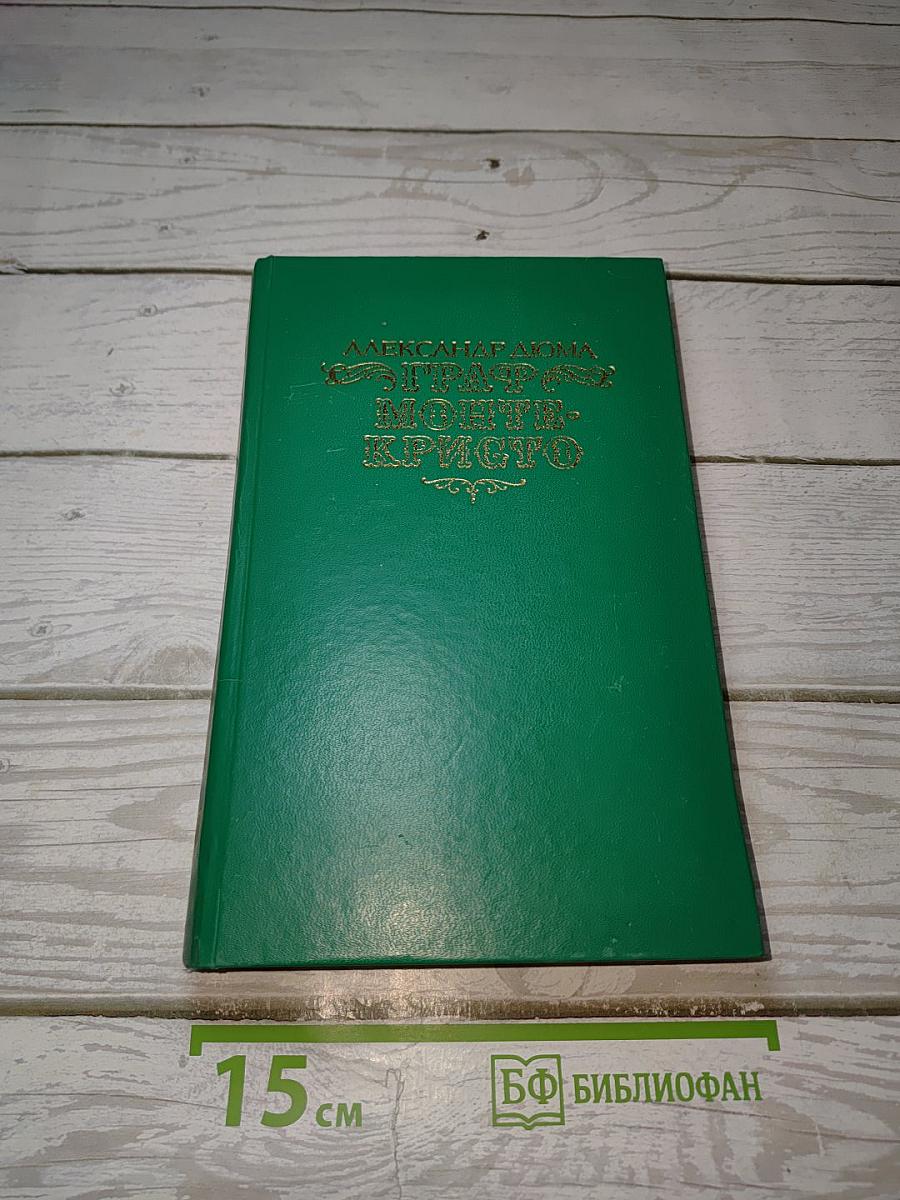 АЛЕКСАНДР ДЮМА
ГРАФ
МОНТЕ-
КРИСТО
15 см
БФ БИБЛИОФАН